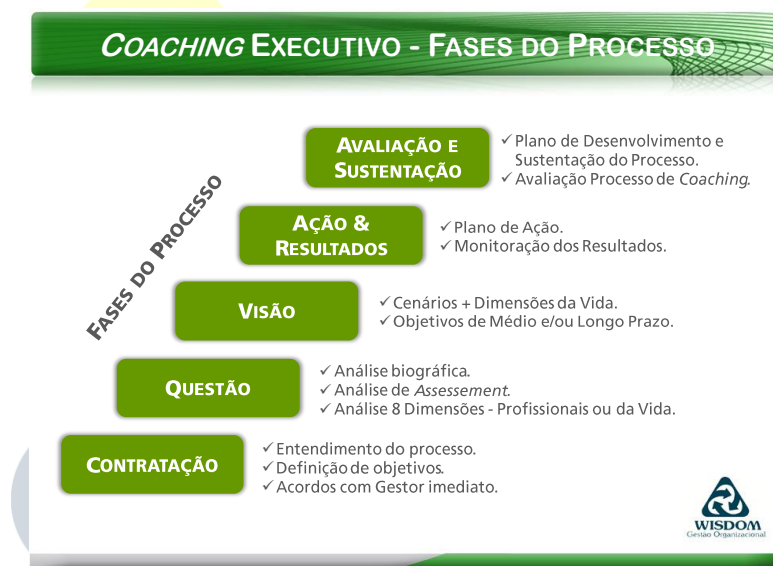 COACHING EXECUTIVO - FASES DO PROCESSO
FASES DO PROCESSO
AVALIAÇÃO E
SUSTENTAÇÃO
✓ Plano de Desenvolvimento e
Sustentação do Processo.
✓ Avaliação Processo de Coaching.
AÇÃO &
RESULTADOS
✓ Plano de Ação.
✓ Monitoração dos Resultados.
VISÃO
✓ Cenários + Dimensões da Vida.
✓ Objetivos de Médio e/ou Longo Prazo.
QUESTÃO
✓ Análise biográfica.
✓ Análise de Assessement.
✓ Análise 8 Dimensões - Profissionais ou da Vida.
CONTRATAÇÃO
✓ Entendimento do processo.
✓ Definição de objetivos.
✓ Acordos com Gestor imediato.
WISDOM
Gestão Organizacional